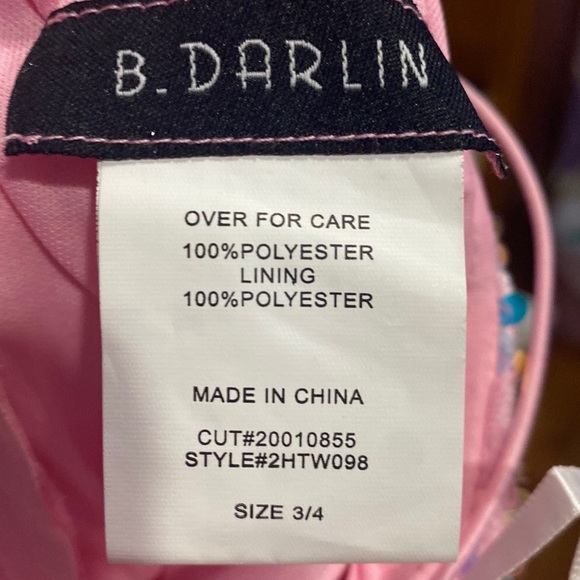 B. DARLIN
OVER FOR CARE
100%POLYESTER
LINING
100%POLYESTER
MADE IN CHINA
CUT#20010855
STYLE#2HTW098
SIZE 3/4